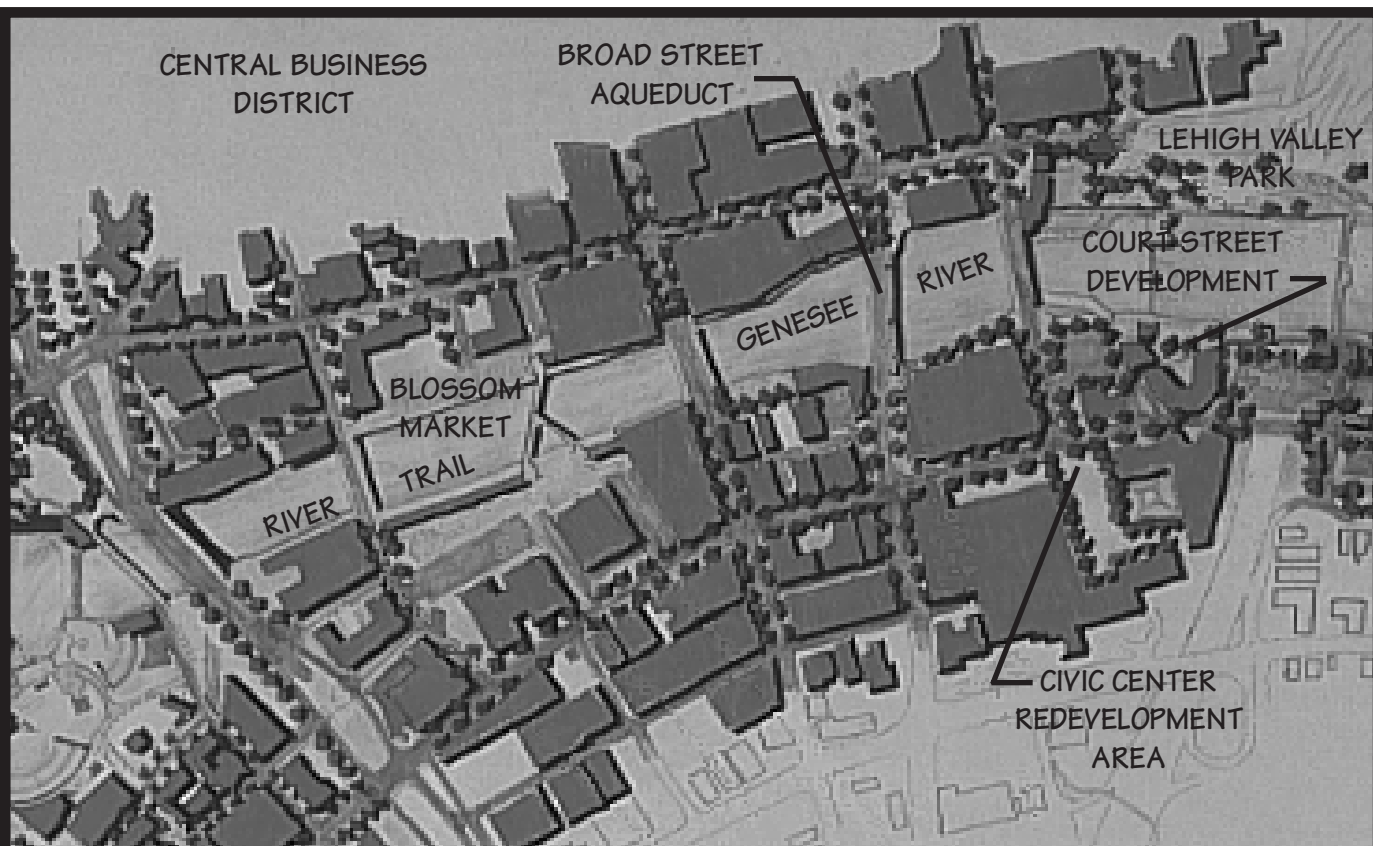 CENTRAL BUSINESS
DISTRICT
BROAD STREET
AQUEDUCT
LEHIGH VALLEY
PARK
COURT STREET
DEVELOPMENT
RIVER
GENESEE
BLOSSOM
MARKET
TRAIL
RIVER
CIVIC CENTER
REDEVELOPMENT
AREA